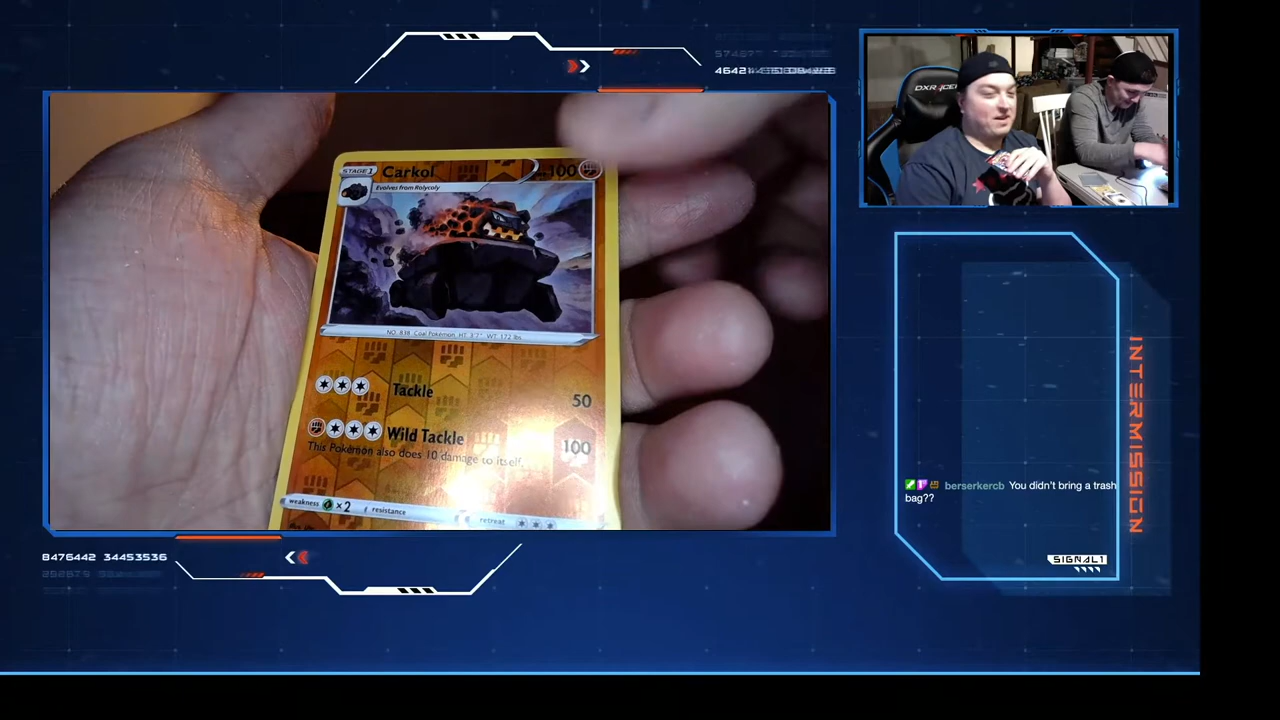 4642
DXRACER
STAGE 1
Carkol
100
Evolves from Rolycoly
NO. 838 Coal Pokémon HT: 3'7" WT: 172 lbs
Tackle
50
Wild Tackle
100
This Pokémon also does 10 damage to itself.
weakness ×2
resistance
retreat
INTERMISSION
berserkercb You didn't bring a trash
bag??
SIGNAL1
8476442 34453536